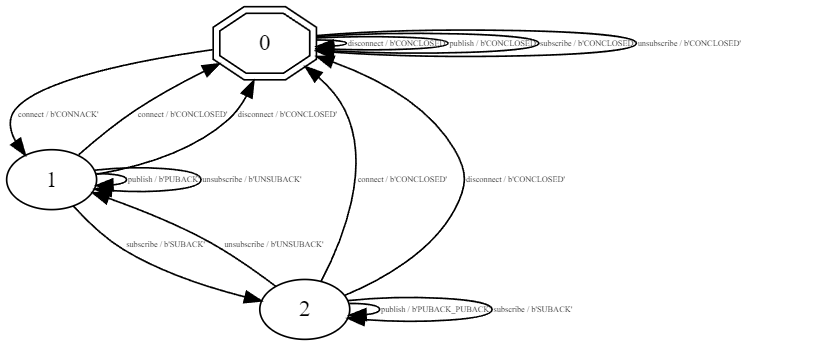 0
disconnect / b'CONCLOSED' publish / b'CONCLOSED' subscribe / b'CONCLOSED' unsubscribe / b'CONCLOSED'
connect / b'CONNACK' connect / b'CONCLOSED' disconnect / b'CONCLOSED'
1
publish / b'PUBACK' unsubscribe / b'UNSUBACK' connect / b'CONCLOSED' disconnect / b'CONCLOSED'
subscribe / b'SUBACK' unsubscribe / b'UNSUBACK'
2
publish / b'PUBACK_PUBACK' subscribe / b'SUBACK'